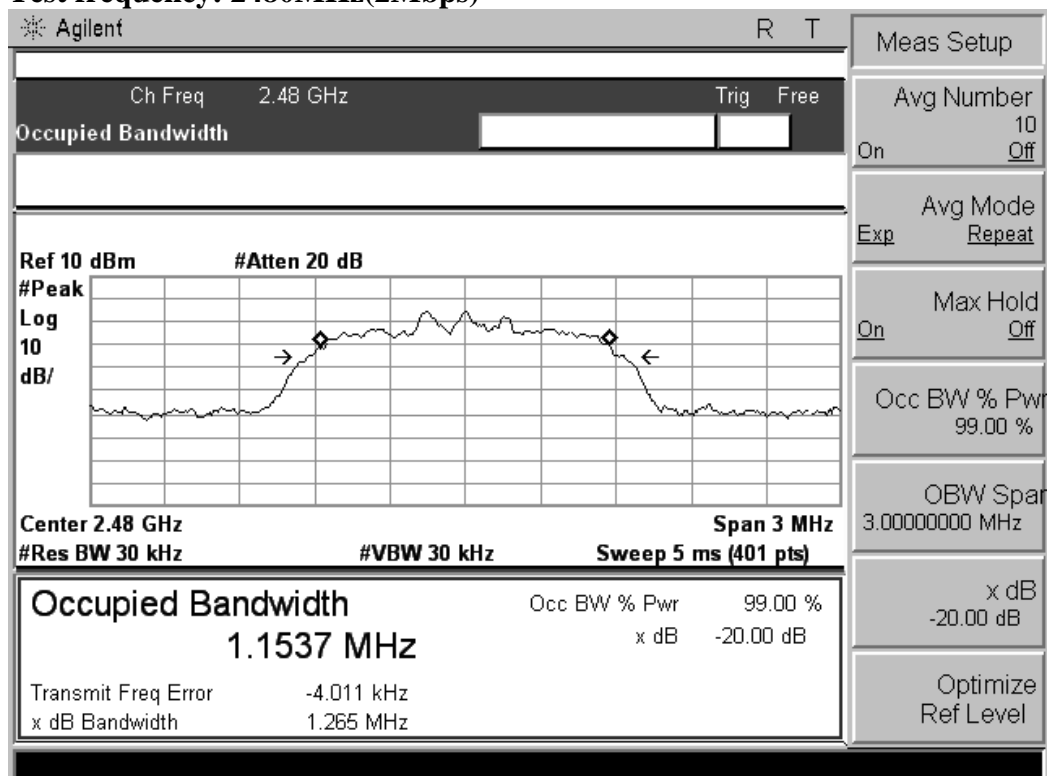 Test frequency: 2480MHz(2Mbps)
Agilent R T
Ch Freq 2.48 GHz Trig Free
Occupied Bandwidth
Ref 10 dBm #Atten 20 dB
#Peak
Log
10
dB/
Center 2.48 GHz Span 3 MHz
#Res BW 30 kHz #VBW 30 kHz Sweep 5 ms (401 pts)
Occupied Bandwidth Occ BW % Pwr 99.00 %
1.1537 MHz x dB -20.00 dB
Transmit Freq Error -4.011 kHz
x dB Bandwidth 1.265 MHz
Meas Setup
Avg Number
10
On Off
Avg Mode
Exp Repeat
Max Hold
On Off
Occ BW % Pwr
99.00 %
OBW Span
3.00000000 MHz
x dB
-20.00 dB
Optimize
Ref Level